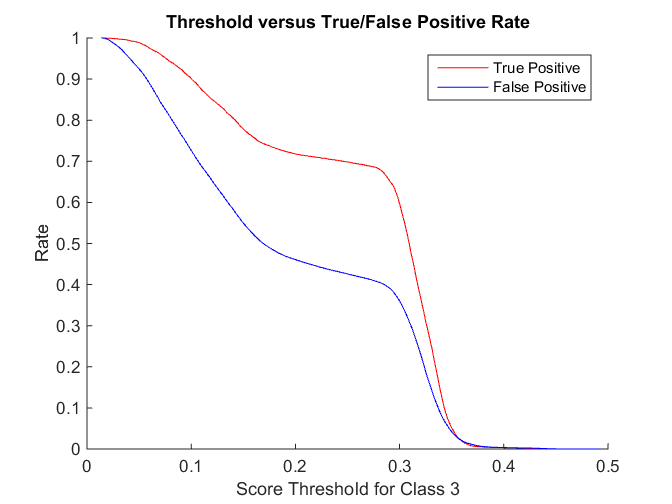 Threshold versus True/False Positive Rate
True Positive
False Positive
1
0.9
0.8
0.7
0.6
0.5
0.4
0.3
0.2
0.1
0
Rate
0 0.1 0.2 0.3 0.4 0.5
Score Threshold for Class 3